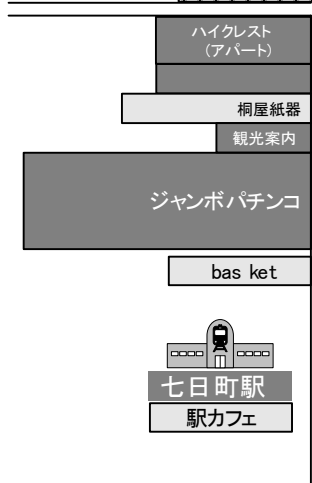 ハイクレスト
（アパート）
桐屋紙器
観光案内
ジャンボパチンコ
bas ket
七日町駅
駅カフェ